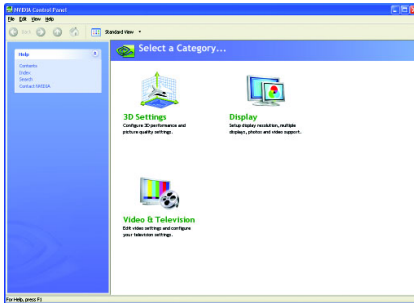 NVIDIA Control Panel
File Edit View Help
Standard View
Help
Contents
Index
Search
Contact NVIDIA
Select a Category...
3D Settings
Configure 3D performance and
picture quality settings.
Display
Setup display resolution, multiple
displays, photos and video support.
Video & Television
Edit video settings and configure
your television settings.
For Help, press F1